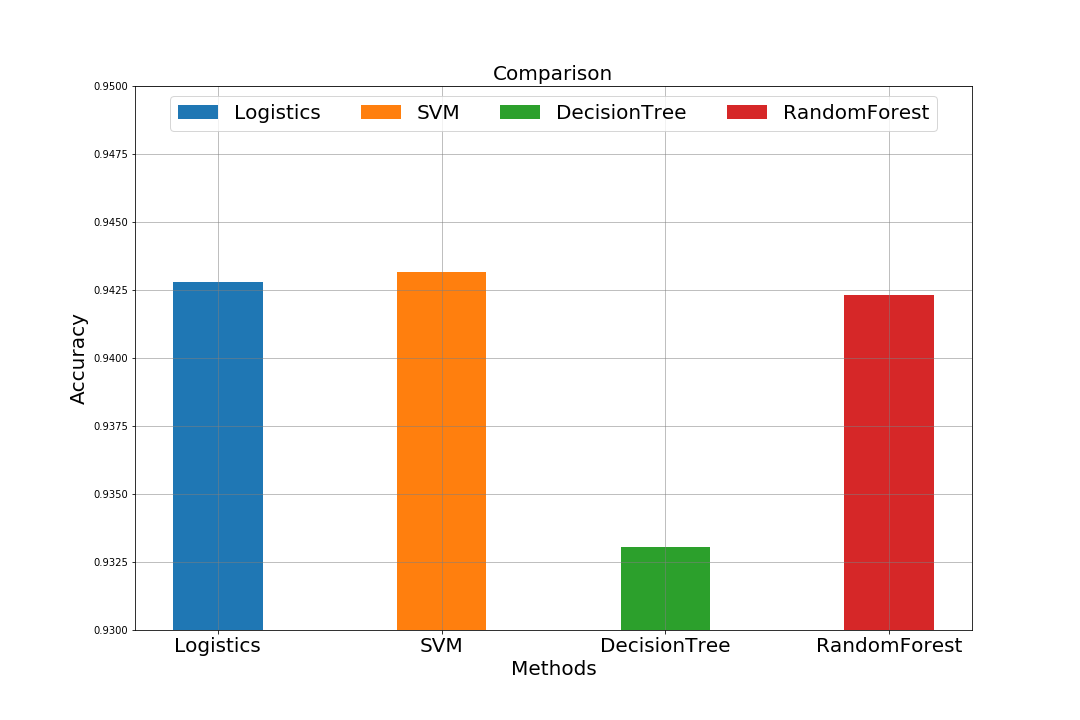 Comparison
Logistics SVM DecisionTree RandomForest
0.9500
0.9475
0.9450
0.9425
0.9400
0.9375
0.9350
0.9325
0.9300
Accuracy
Logistics SVM DecisionTree RandomForest
Methods